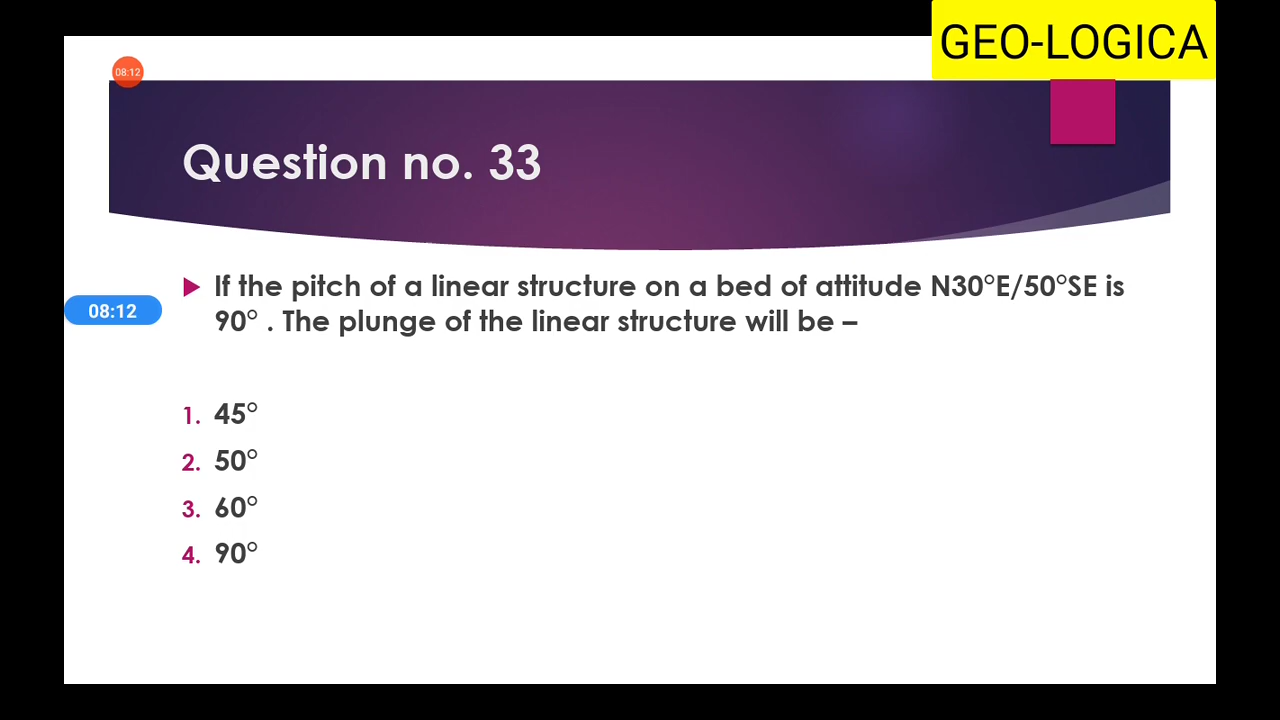 GEO-LOGICA
08:12
Question no. 33
If the pitch of a linear structure on a bed of attitude N30°E/50°SE is
08:12
90° . The plunge of the linear structure will be –
1. 45°
2. 50°
3. 60°
4. 90°